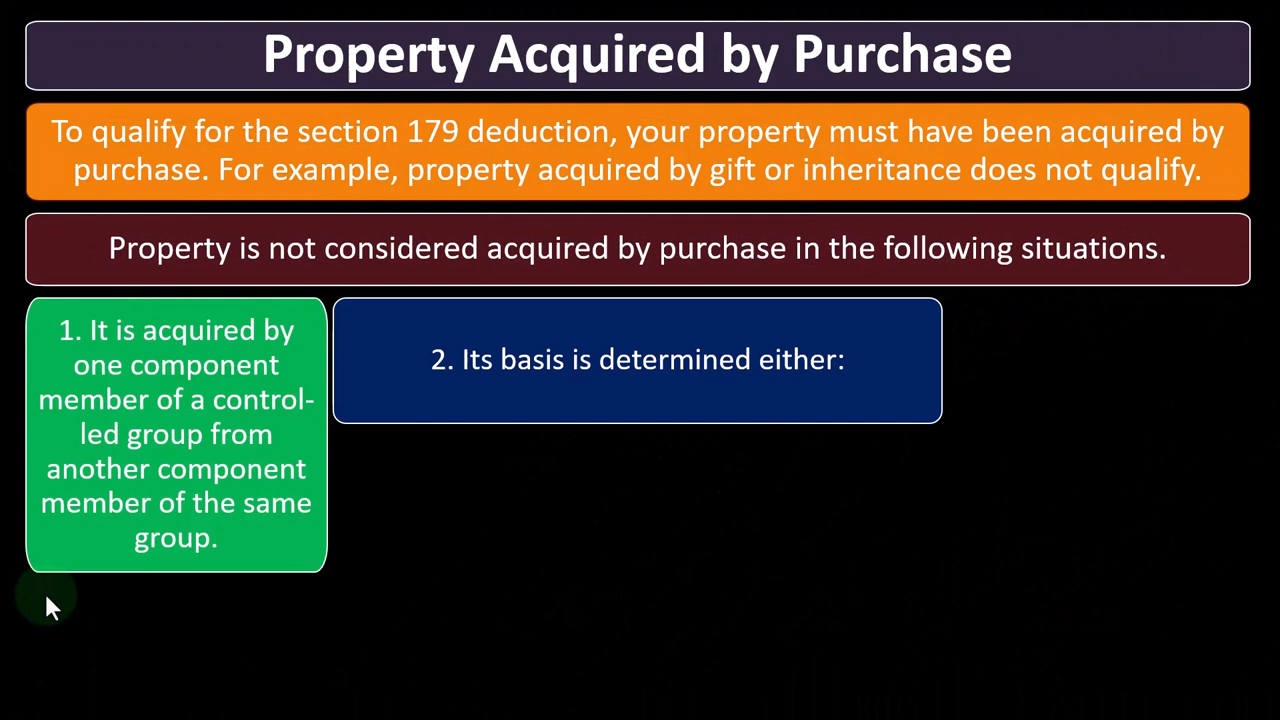 Property Acquired by Purchase
To qualify for the section 179 deduction, your property must have been acquired by
purchase. For example, property acquired by gift or inheritance does not qualify.
Property is not considered acquired by purchase in the following situations.
1. It is acquired by
one component
member of a control-
led group from
another component
member of the same
group.
2. Its basis is determined either: